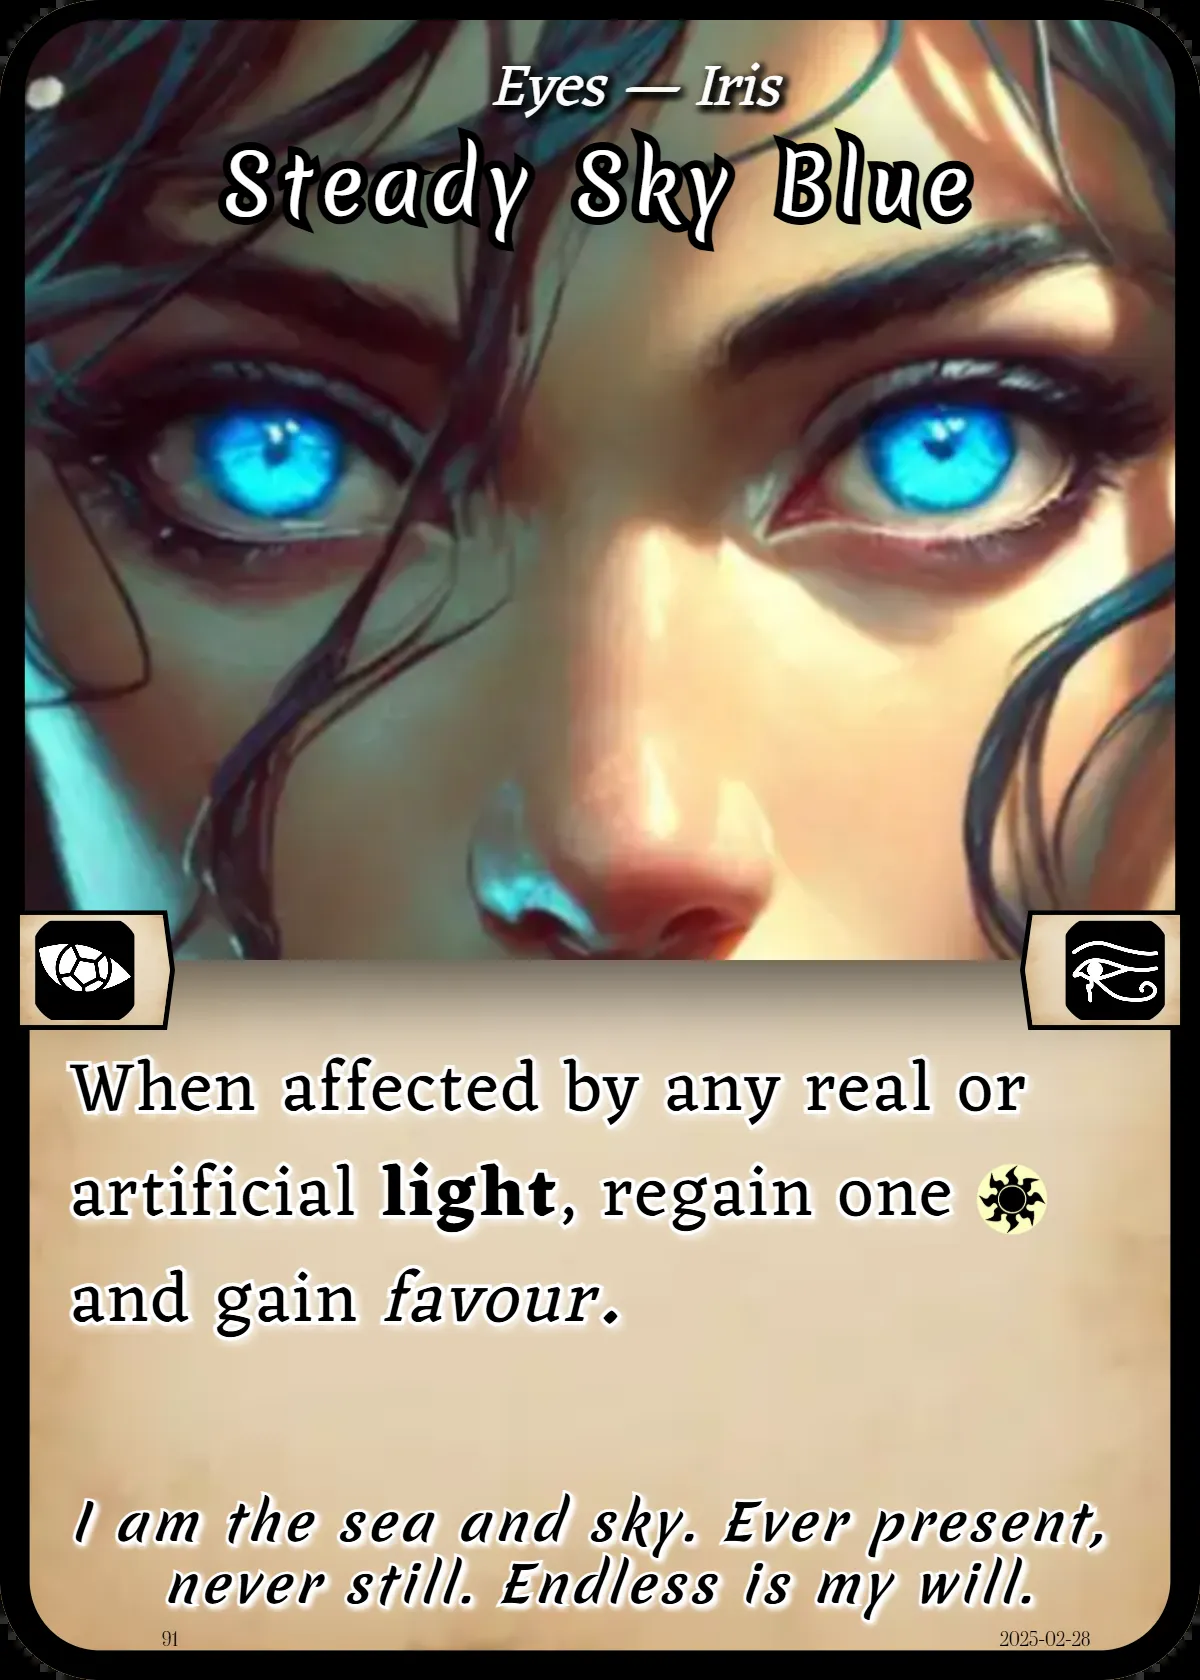 Eyes — Iris
Steady Sky Blue
When affected by any real or
artificial light, regain one
and gain favour.
I am the sea and sky. Ever present,
never still. Endless is my will.
91
2025-02-28